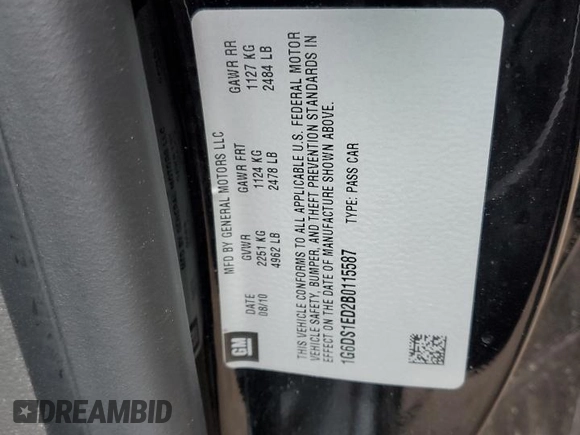 GM
MFD BY GENERAL MOTORS LLC
DATE GVWR GAWR FRT GAWR RR
08/10 2251 KG 1124 KG 1127 KG
4962 LB 2478 LB 2484 LB
THIS VEHICLE CONFORMS TO ALL APPLICABLE U.S. FEDERAL MOTOR
VEHICLE SAFETY, BUMPER, AND THEFT PREVENTION STANDARDS IN
EFFECT ON THE DATE OF MANUFACTURE SHOWN ABOVE.
1G6DS1ED2B0115587 TYPE: PASS CAR
DREAMBID